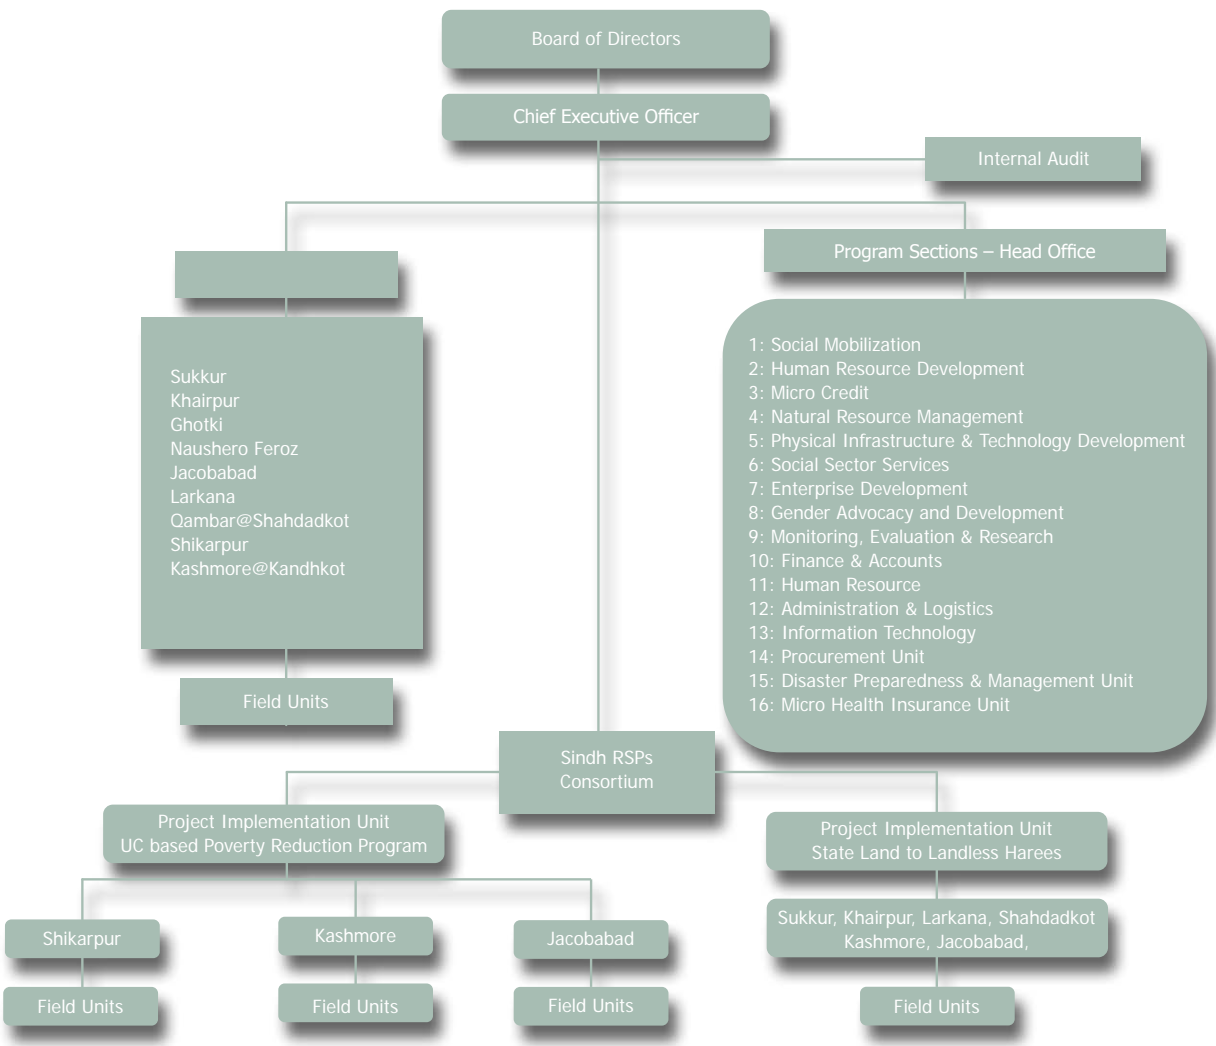 Board of Directors
Chief Executive Officer
Internal Audit
Program Sections – Head Office
Sukkur
Khairpur
Ghotki
Naushero Feroz
Jacobabad
Larkana
Qambar@Shahdadkot
Shikarpur
Kashmore@Kandhkot
Field Units
1: Social Mobilization
2: Human Resource Development
3: Micro Credit
4: Natural Resource Management
5: Physical Infrastructure & Technology Development
6: Social Sector Services
7: Enterprise Development
8: Gender Advocacy and Development
9: Monitoring, Evaluation & Research
10: Finance & Accounts
11: Human Resource
12: Administration & Logistics
13: Information Technology
14: Procurement Unit
15: Disaster Preparedness & Management Unit
16: Micro Health Insurance Unit
Sindh RSPs
Consortium
Project Implementation Unit
UC based Poverty Reduction Program
Project Implementation Unit
State Land to Landless Harees
Shikarpur
Kashmore
Jacobabad
Sukkur, Khairpur, Larkana, Shahdadkot
Kashmore, Jacobabad,
Field Units
Field Units
Field Units
Field Units